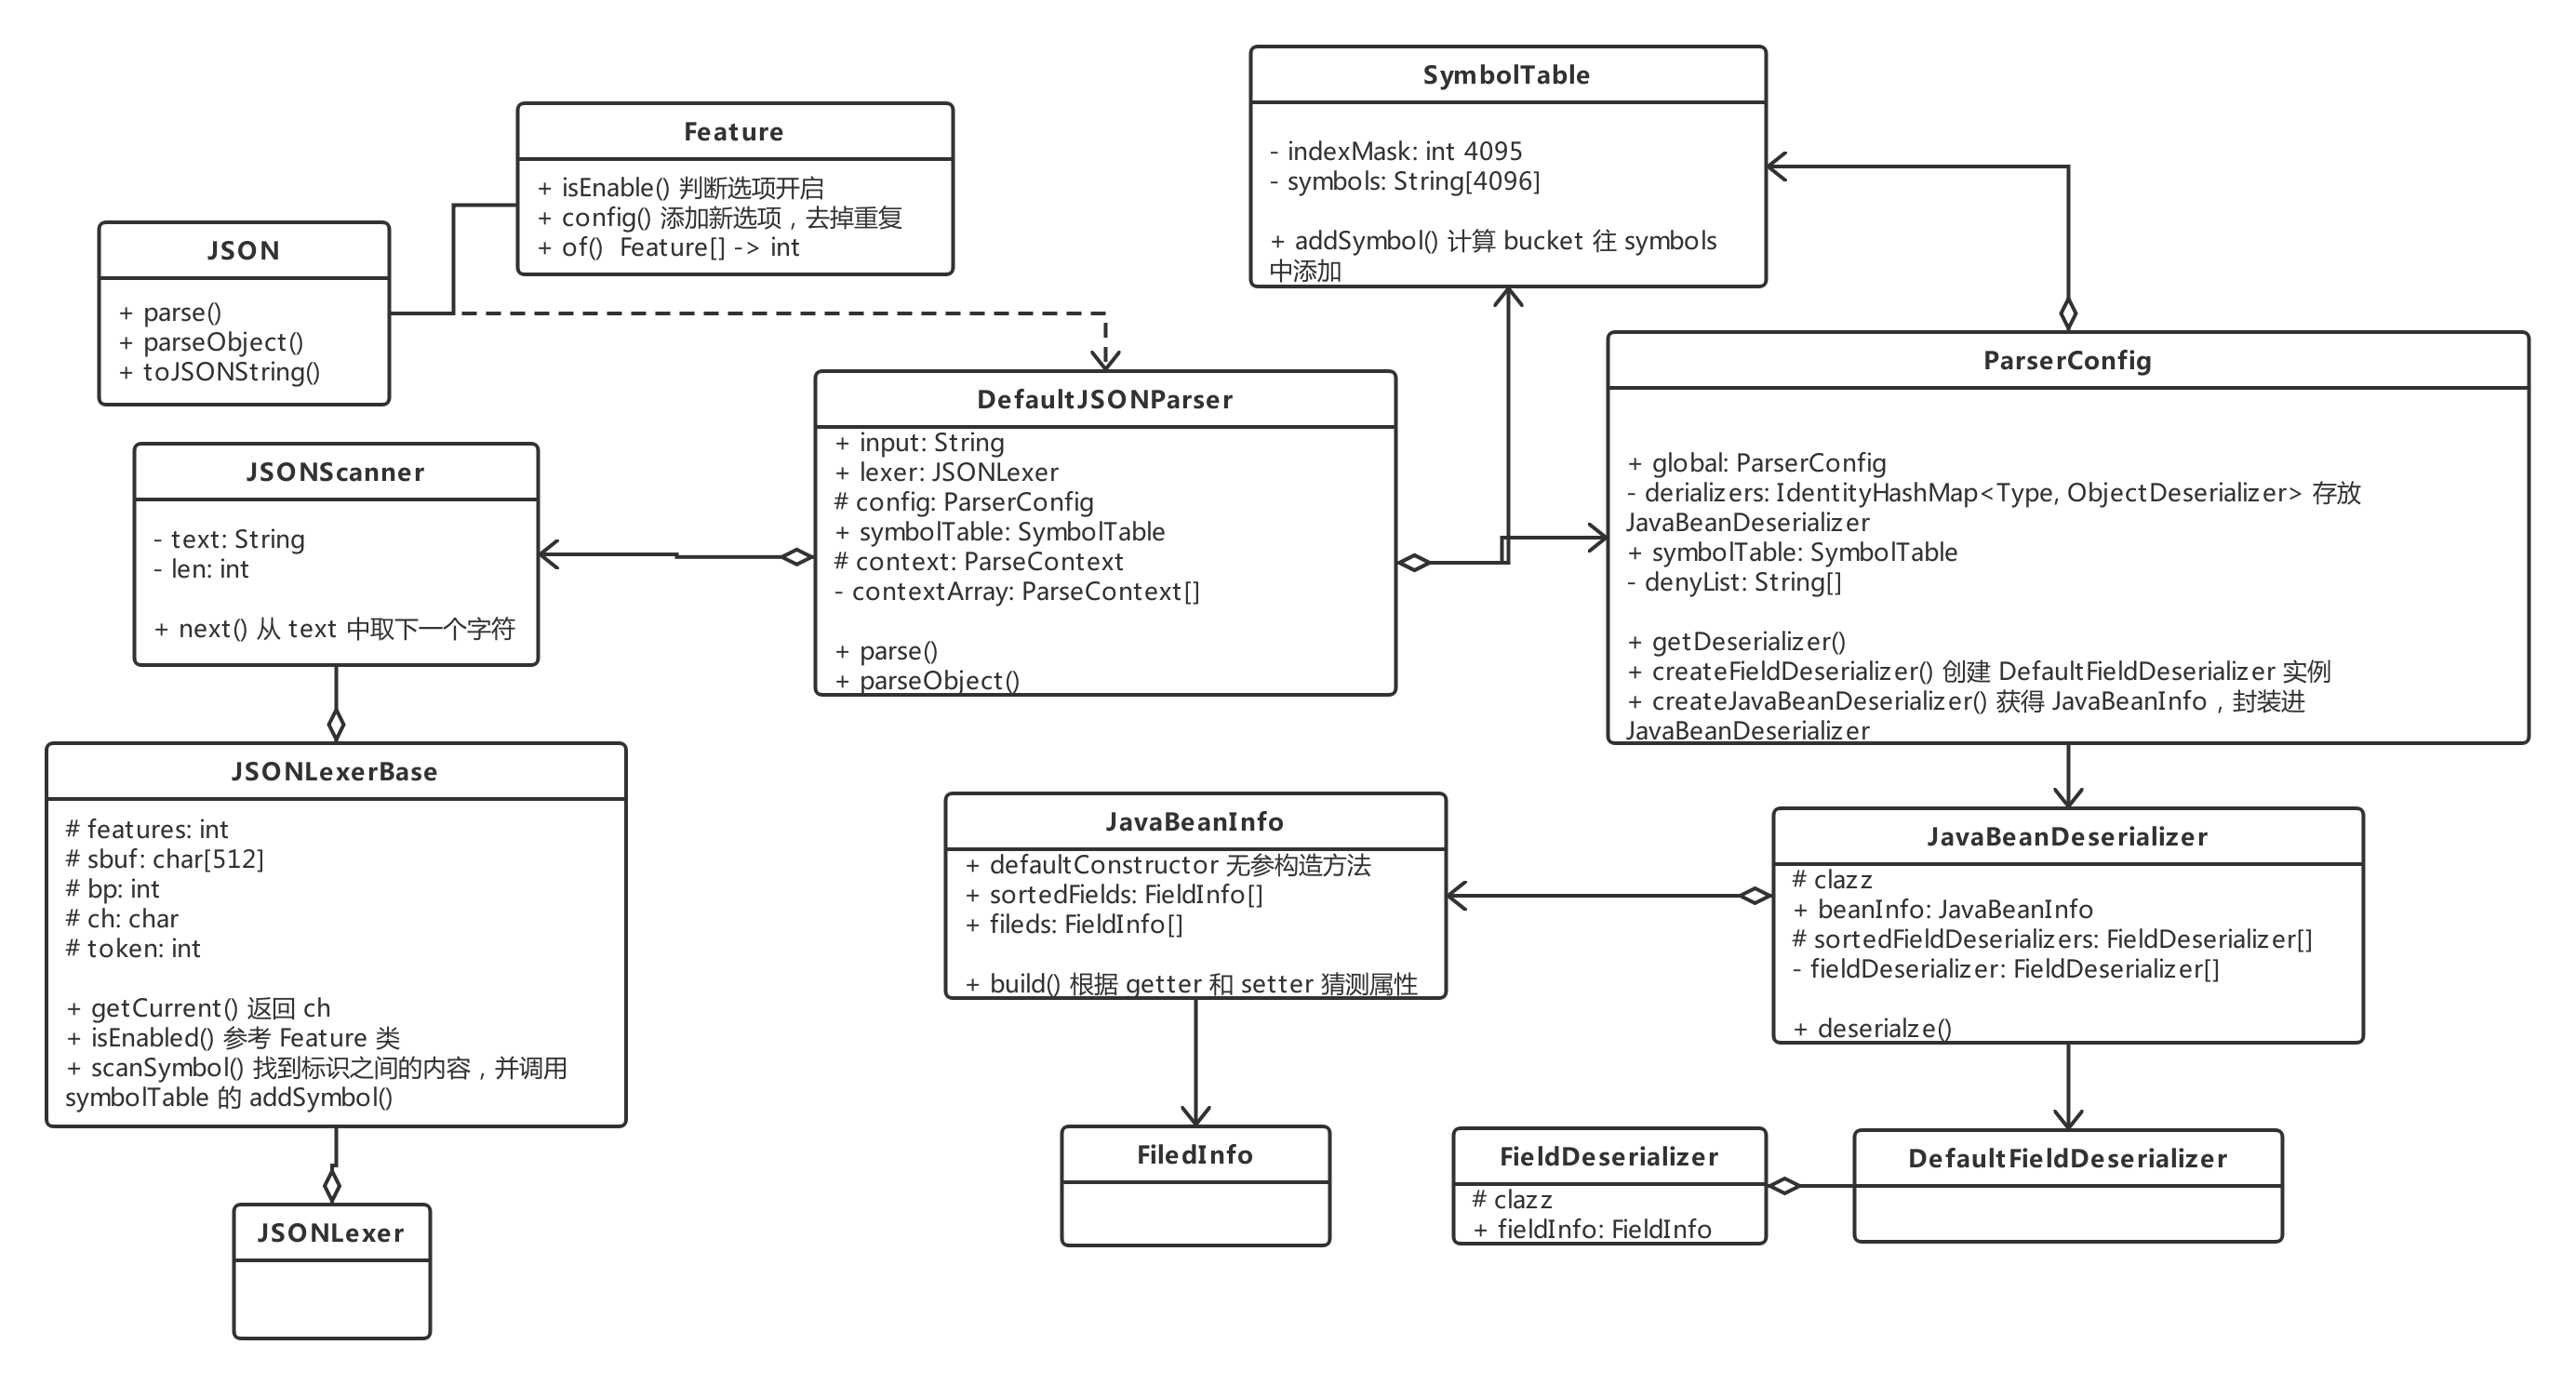 SymbolTable
- indexMask: int 4095
- symbols: String[4096]
+ addSymbol() 计算 bucket 往 symbols
中添加
Feature
+ isEnable() 判断选项开启
+ config() 添加新选项，去掉重复
+ of()  Feature[] -> int
JSON
+ parse()
+ parseObject()
+ toJSONString()
DefaultJSONParser
+ input: String
+ lexer: JSONLexer
# config: ParserConfig
+ symbolTable: SymbolTable
# context: ParseContext
- contextArray: ParseContext[]
+ parse()
+ parseObject()
ParserConfig
+ global: ParserConfig
- derializers: IdentityHashMap<Type, ObjectDeserializer> 存放
JavaBeanDeserializer
+ symbolTable: SymbolTable
- denyList: String[]
+ getDeserializer()
+ createFieldDeserializer() 创建 DefaultFieldDeserializer 实例
+ createJavaBeanDeserializer() 获得 JavaBeanInfo，封装进
JavaBeanDeserializer
JSONScanner
- text: String
- len: int
+ next() 从 text 中取下一个字符
JSONLexerBase
# features: int
# sbuf: char[512]
# bp: int
# ch: char
# token: int
+ getCurrent() 返回 ch
+ isEnabled() 参考 Feature 类
+ scanSymbol() 找到标识之间的内容，并调用
symbolTable 的 addSymbol()
JavaBeanInfo
+ defaultConstructor 无参构造方法
+ sortedFields: FieldInfo[]
+ fileds: FieldInfo[]
+ build() 根据 getter 和 setter 猜测属性
JavaBeanDeserializer
# clazz
+ beanInfo: JavaBeanInfo
# sortedFieldDeserializers: FieldDeserializer[]
- fieldDeserializer: FieldDeserializer[]
+ deserialze()
FiledInfo
FieldDeserializer
# clazz
+ fieldInfo: FieldInfo
DefaultFieldDeserializer
JSONLexer